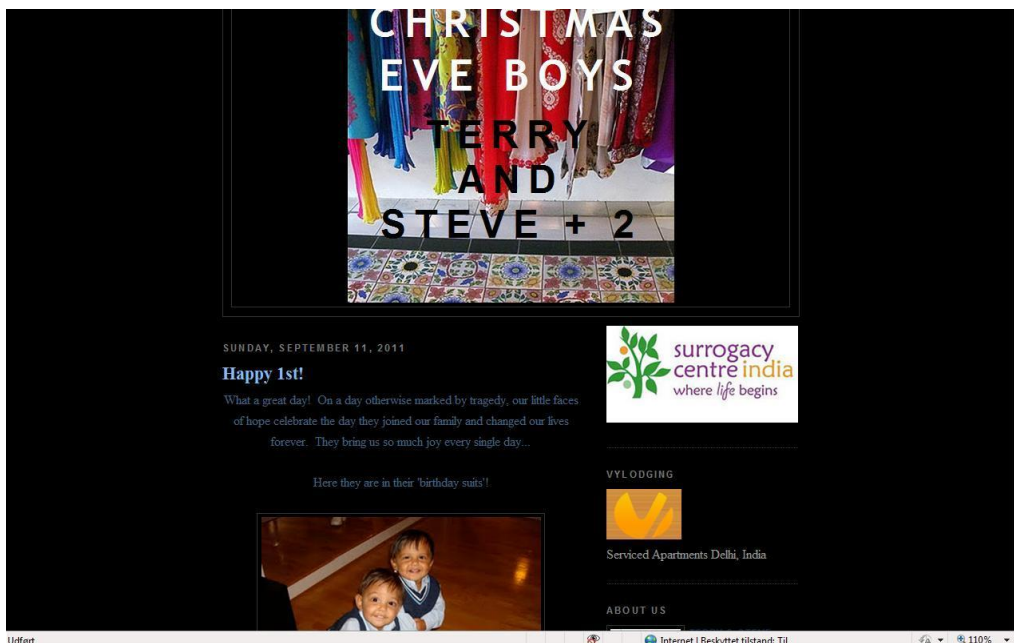 CHRISTMAS
EVE BOYS
TERRY
AND
STEVE + 2
SUNDAY, SEPTEMBER 11, 2011
Happy 1st!
What a great day! On a day otherwise marked by tragedy, our little faces
of hope celebrate the day they joined our family and changed our lives
forever. They bring us so much joy every single day...
Here they are in their 'birthday suits'!
surrogacy
centre india
where life begins
VYLODGING
Serviced Apartments Delhi, India
ABOUT US
Udført
Internet | Beskyttet tilstand: Til
110%